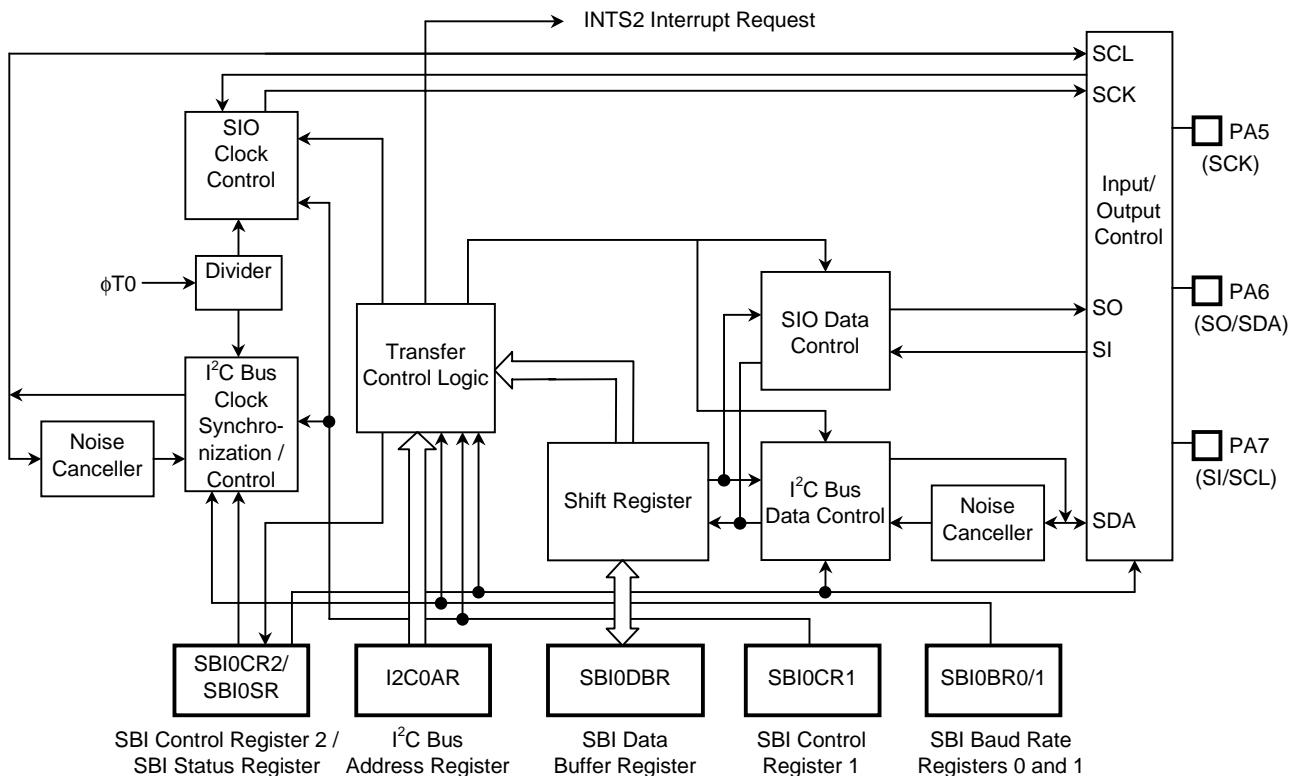 INTS2 Interrupt Request
SCL
SCK
SIO
Clock
Control
PA5
(SCK)
Input/
Output
Control
Divider
ϕT0
SIO Data
Control
SO
SI
PA6
(SO/SDA)
Transfer
Control Logic
I²C Bus
Clock
Synchro-
nization /
Control
Noise
Canceller
PA7
(SI/SCL)
Shift Register
I²C Bus
Data Control
Noise
Canceller
SDA
SBI0CR2/
SBI0SR
I2C0AR
SBI0DBR
SBI0CR1
SBI0BR0/1
SBI Control Register 2 /
SBI Status Register
I²C Bus
Address Register
SBI Data
Buffer Register
SBI Control
Register 1
SBI Baud Rate
Registers 0 and 1